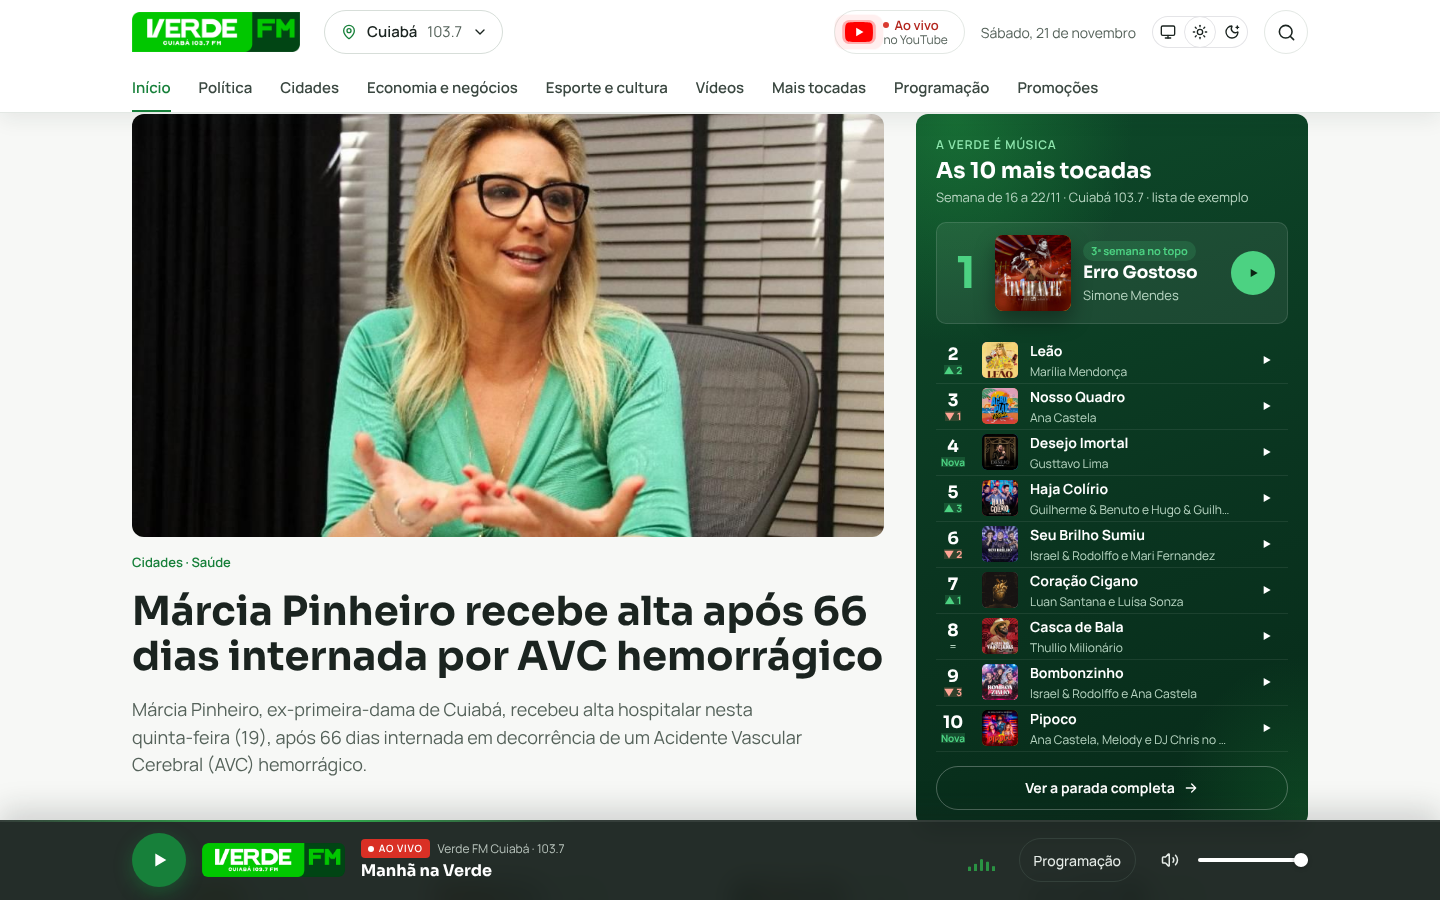 VERDE FM
CUIABÁ 103.7 FM
Cuiabá 103.7
Ao vivo
no YouTube
Sábado, 21 de novembro
Início
Política
Cidades
Economia e negócios
Esporte e cultura
Vídeos
Mais tocadas
Programação
Promoções
Cidades · Saúde
Márcia Pinheiro recebe alta após 66
dias internada por AVC hemorrágico
Márcia Pinheiro, ex-primeira-dama de Cuiabá, recebeu alta hospitalar nesta
quinta-feira (19), após 66 dias internada em decorrência de um Acidente Vascular
Cerebral (AVC) hemorrágico.
A VERDE É MÚSICA
As 10 mais tocadas
Semana de 16 a 22/11 · Cuiabá 103.7 · lista de exemplo
1
CINTILANTE
3ª semana no topo
Erro Gostoso
Simone Mendes
2
▲ 2
LEÃO
Leão
Marília Mendonça
3
▼ 1
Nosso Quadro
Ana Castela
4
Nova
Desejo Imortal
Gusttavo Lima
5
▲ 3
Haja Colírio
Guilherme & Benuto e Hugo & Guilh...
6
▼ 2
Seu Brilho Sumiu
Israel & Rodolffo e Mari Fernandez
7
▲ 1
Coração Cigano
Luan Santana e Luísa Sonza
8
=
Casca de Bala
Thullio Milionário
9
▼ 3
Bombonzinho
Israel & Rodolffo e Ana Castela
10
Nova
Pipoco
Ana Castela, Melody e DJ Chris no ...
Ver a parada completa →
VERDE FM
CUIABÁ 103.7 FM
AO VIVO
Verde FM Cuiabá · 103.7
Manhã na Verde
Programação